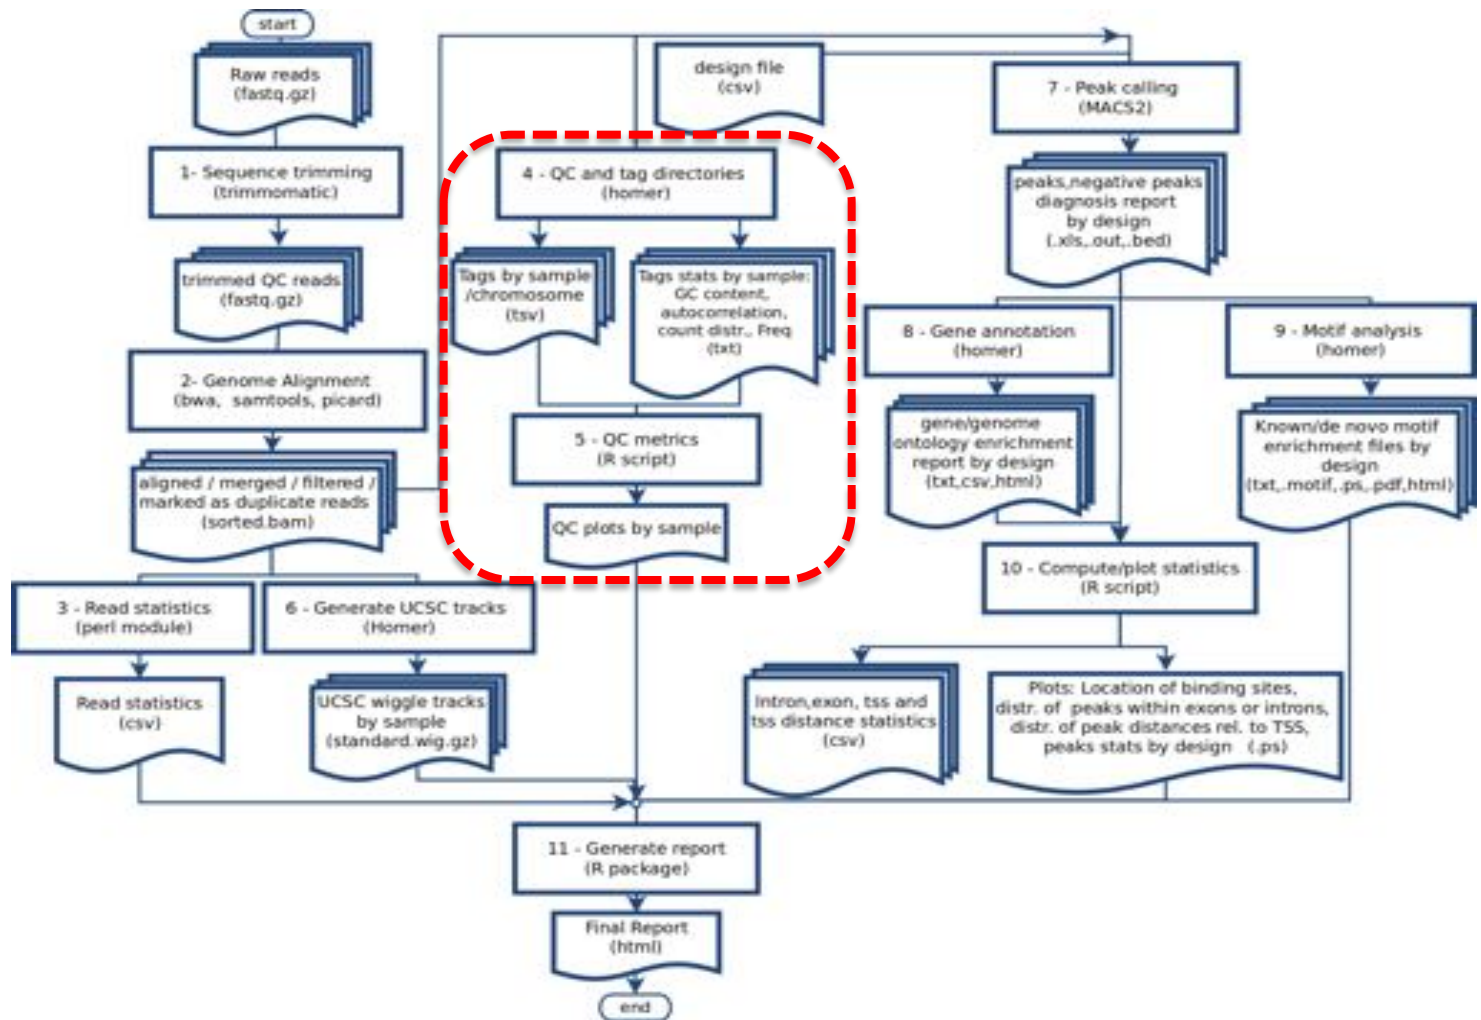 start
Raw reads
(fastq.gz)
1- Sequence trimming
(trimmomatic)
trimmed QC reads
(fastq.gz)
2- Genome Alignment
(bwa, samtools, picard)
aligned / merged / filtered /
marked as duplicate reads
(sorted.bam)
3 - Read statistics
(perl module)
Read statistics
(csv)
6 - Generate UCSC tracks
(Homer)
UCSC wiggle tracks
by sample
(standard.wig.gz)
design file
(csv)
4 - QC and tag directories
(homer)
Tags by sample
/chromosome
(tsv)
Tags stats by sample:
GC content,
autocorrelation,
count distr., Freq
(txt)
5 - QC metrics
(R script)
QC plots by sample
7 - Peak calling
(MACS2)
peaks,negative peaks
diagnosis report
by design
(.xls,.out,.bed)
8 - Gene annotation
(homer)
gene/genome
ontology enrichment
report by design
(txt,csv,html)
9 - Motif analysis
(homer)
Known/de novo motif
enrichment files by
design
(txt,.motif,.ps,.pdf,html)
10 - Compute/plot statistics
(R script)
Intron,exon, tss and
tss distance statistics
(csv)
Plots: Location of binding sites,
distr. of peaks within exons or introns,
distr. of peak distances rel. to TSS,
peaks stats by design (.ps)
11 - Generate report
(R package)
Final Report
(html)
end